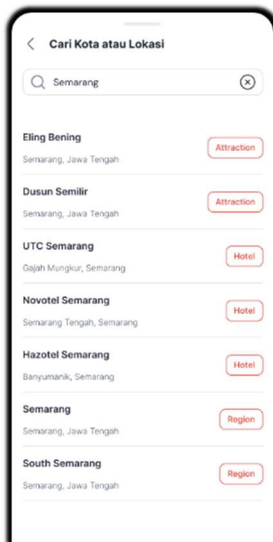 Cari Kota atau Lokasi
Semarang
Eling Bening
Semarang, Jawa Tengah
Attraction
Dusun Semilir
Semarang, Jawa Tengah
Attraction
UTC Semarang
Gajah Mungkur, Semarang
Hotel
Novotel Semarang
Semarang Tengah, Semarang
Hotel
Hazotel Semarang
Banyumanik, Semarang
Hotel
Semarang
Semarang, Jawa Tengah
Region
South Semarang
Semarang, Jawa Tengah
Region